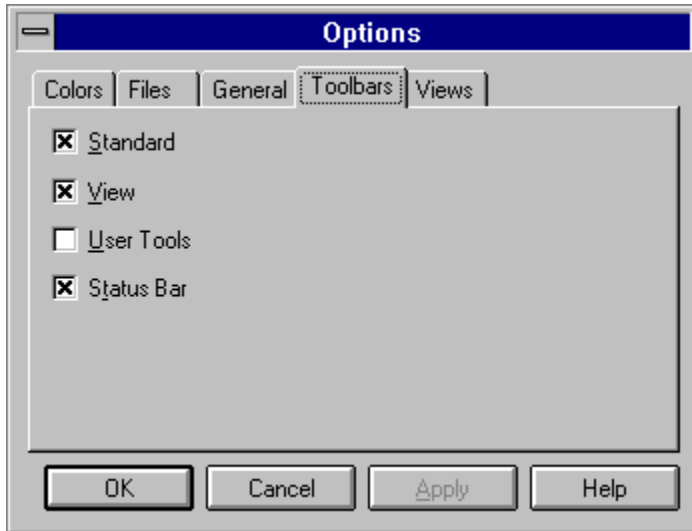 Options
Colors Files General Toolbars Views
Standard
View
User Tools
Status Bar
OK Cancel Apply Help